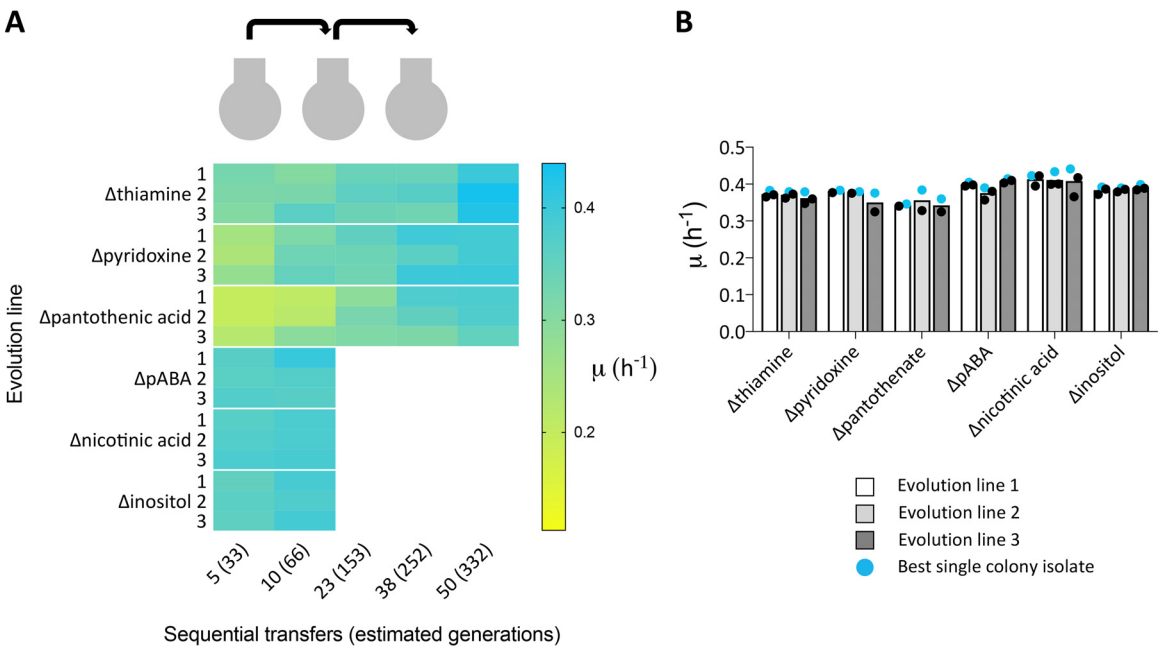 A
Evolution line
Δthiamine
1
2
3
Δpyridoxine
1
2
3
Δpantothenic acid
1
2
3
ΔpABA
1
2
3
Δnicotinic acid
1
2
3
Δinositol
1
2
3
5 (33)
10 (66)
23 (153)
38 (252)
50 (332)
Sequential transfers (estimated generations)
0.4
0.3
0.2
μ (h⁻¹)
B
μ (h⁻¹)
0.5
0.4
0.3
0.2
0.1
0.0
Δthiamine
Δpyridoxine
Δpantothenate
ΔpABA
Δnicotinic acid
Δinositol
Evolution line 1
Evolution line 2
Evolution line 3
Best single colony isolate